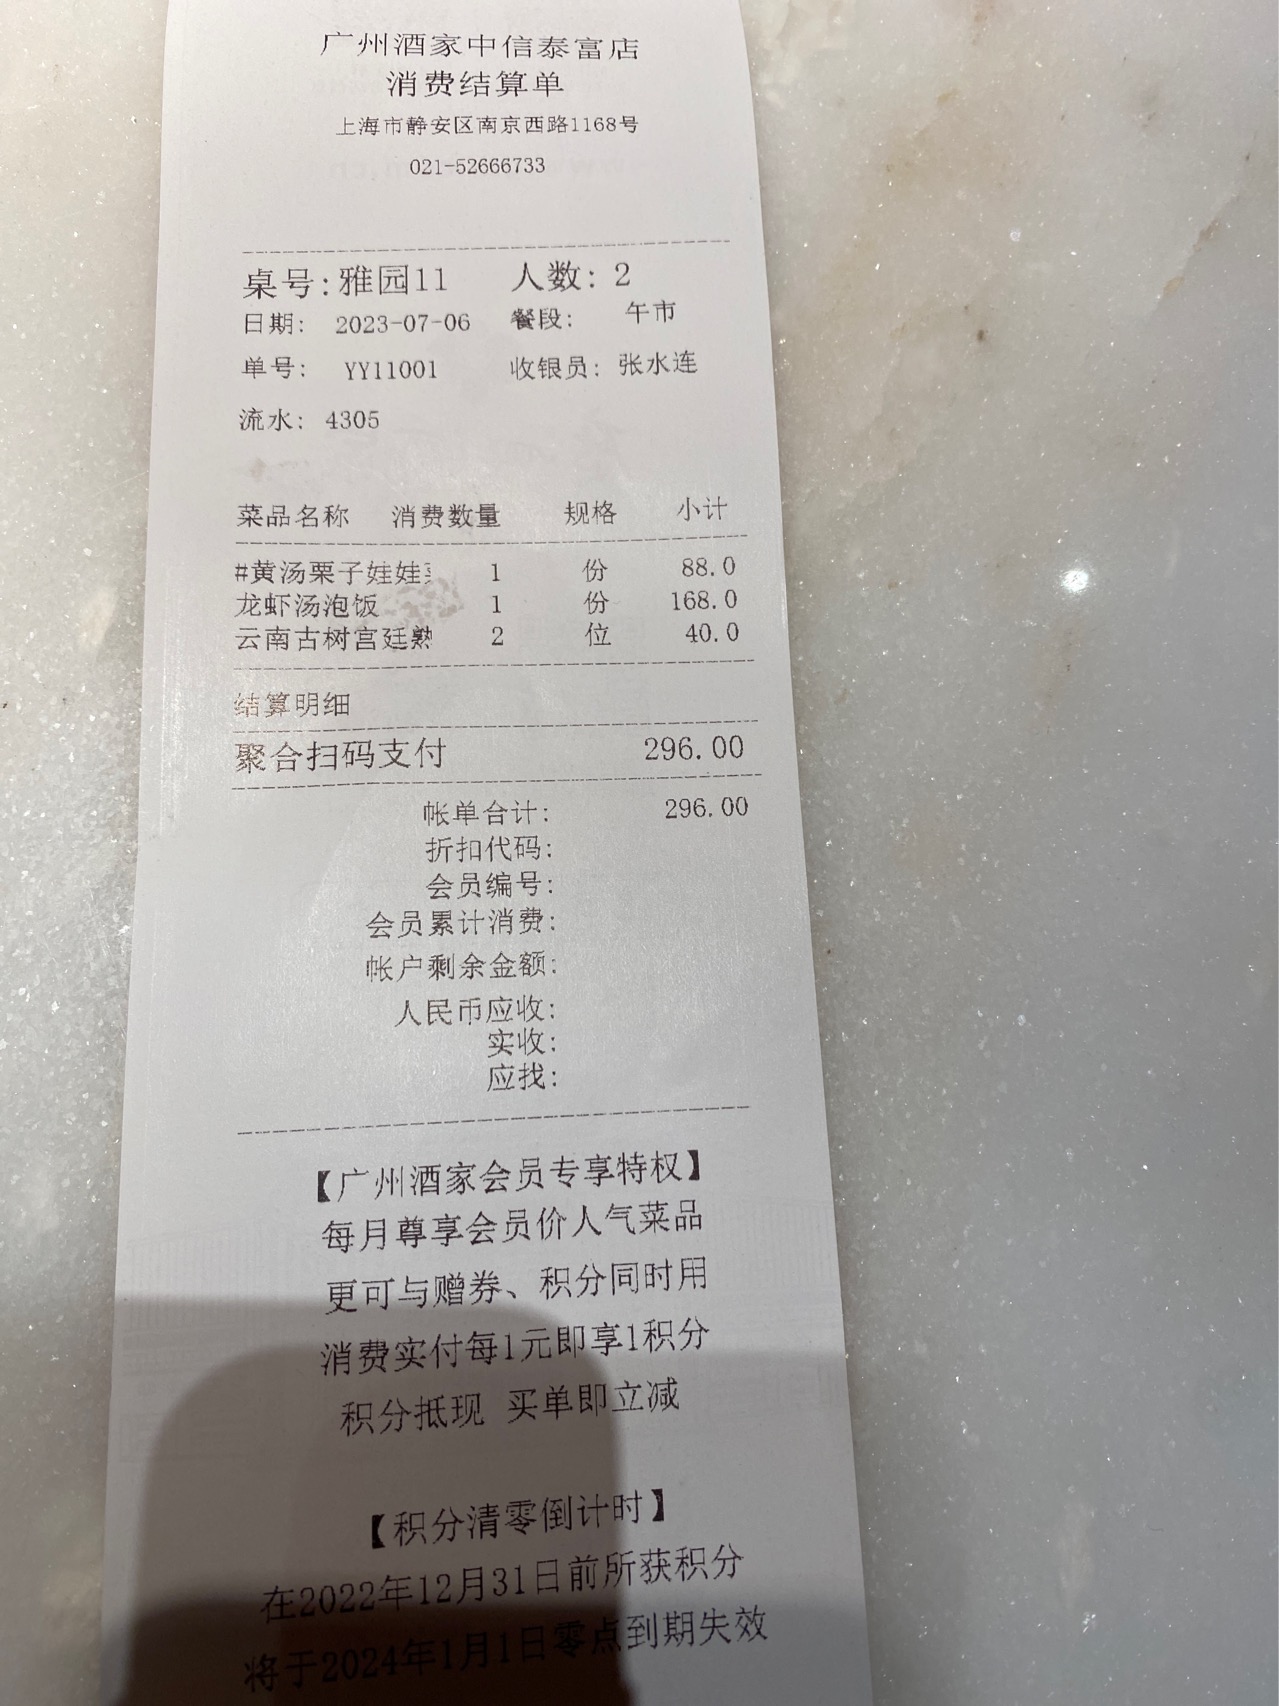 广州酒家中信泰富店
消费结算单
上海市静安区南京西路1168号
021-52666733
桌号:雅园11 人数: 2
日期: 2023-07-06 餐段: 午市
单号: YY11001 收银员: 张水连
流水: 4305
菜品名称 消费数量 规格 小计
#黄汤栗子娃娃 1 份 88.0
龙虾汤泡饭 1 份 168.0
云南古树宫廷熟 2 位 40.0
结算明细
聚合扫码支付 296.00
帐单合计: 296.00
折扣代码:
会员编号:
会员累计消费:
帐户剩余金额:
人民币应收:
实收:
应找:
【广州酒家会员专享特权】
每月尊享会员价人气菜品
更可与赠券、积分同时用
消费实付每1元即享1积分
积分抵现 买单即立减
【积分清零倒计时】
在2022年12月31日前所获积分
将于2024年1月1日零点到期失效